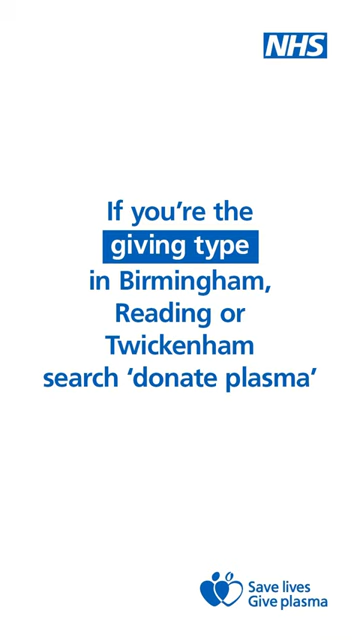 NHS
If you’re the
giving type
in Birmingham,
Reading or
Twickenham
search ‘donate plasma’
Save lives
Give plasma